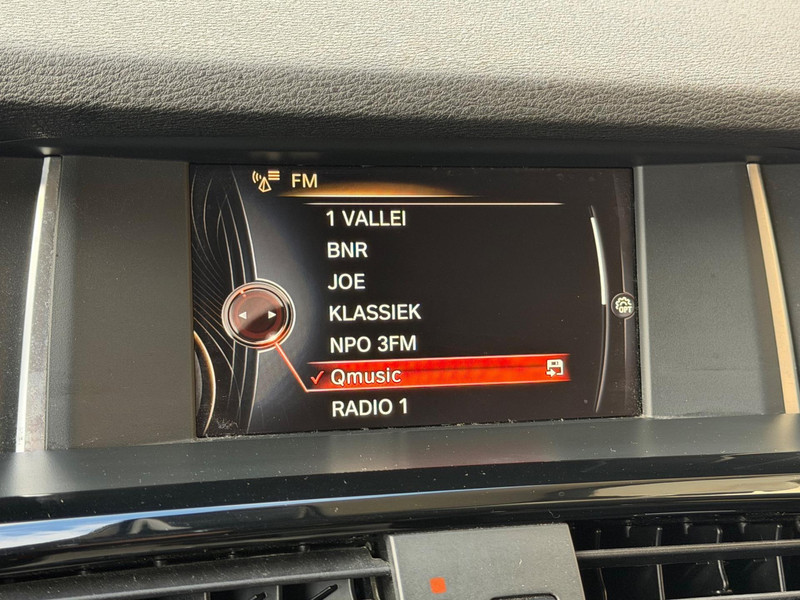 FM
1 VALLEI
BNR
JOE
KLASSIEK
NPO 3FM
Qmusic
RADIO 1
OPT